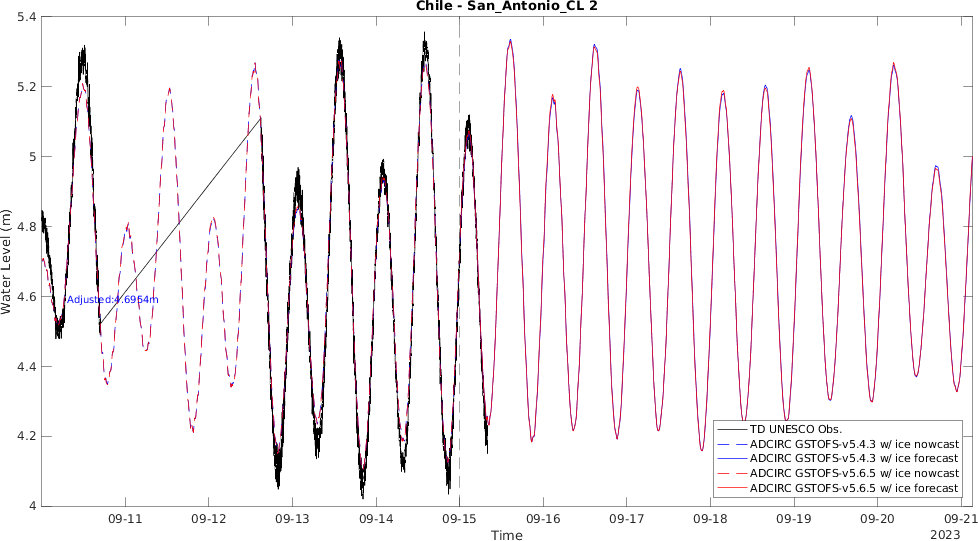 Chile - San_Antonio_CL 2
5.4
5.2
5
4.8
4.6
4.4
4.2
4
Water Level (m)
Adjusted:4.6954m
TD UNESCO Obs.
ADCIRC GSTOFS-v5.4.3 w/ ice nowcast
ADCIRC GSTOFS-v5.4.3 w/ ice forecast
ADCIRC GSTOFS-v5.6.5 w/ ice nowcast
ADCIRC GSTOFS-v5.6.5 w/ ice forecast
09-11 09-12 09-13 09-14 09-15 09-16 09-17 09-18 09-19 09-20 09-21
Time 2023